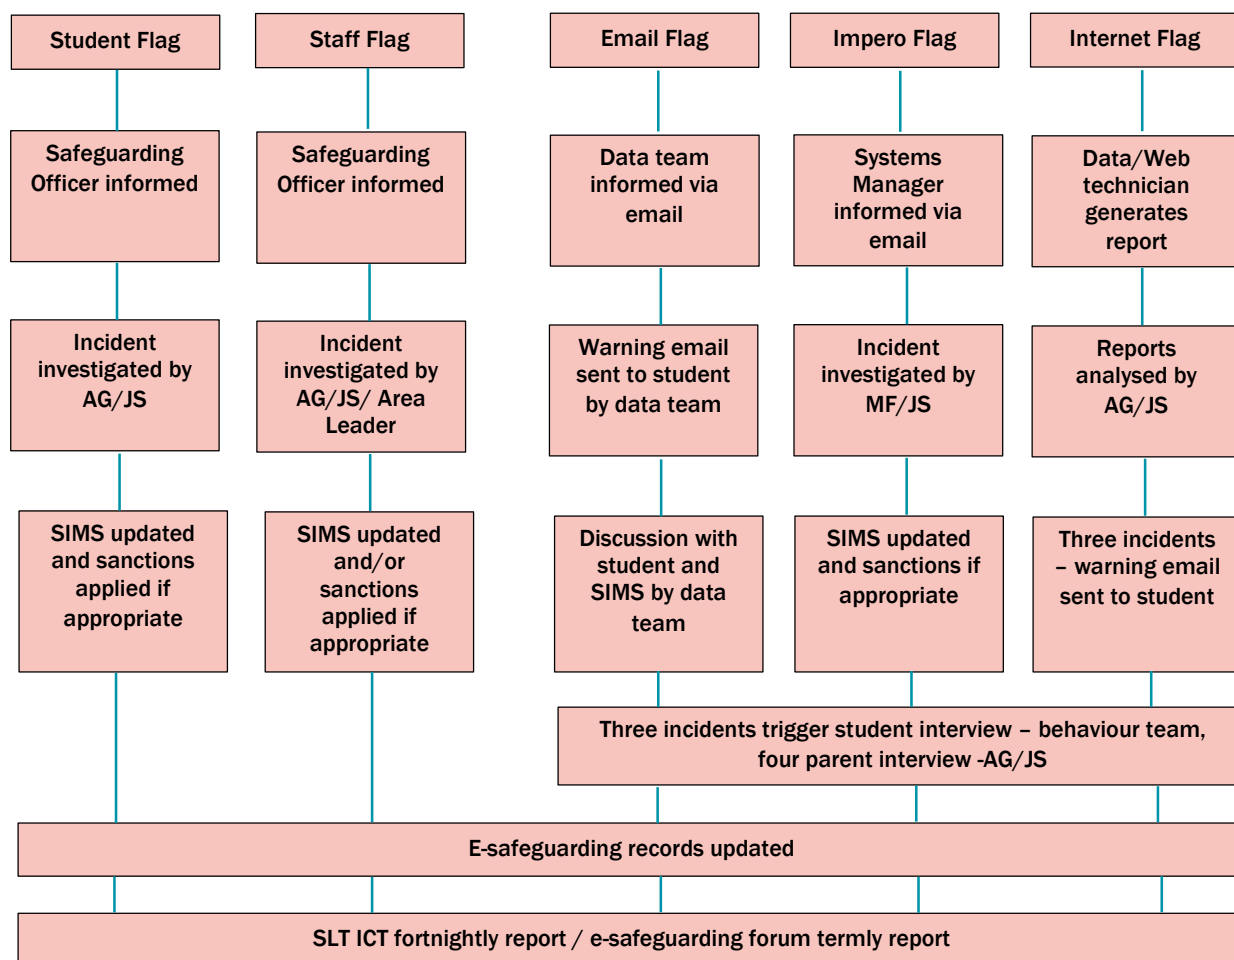 Student Flag
Staff Flag
Email Flag
Impero Flag
Internet Flag
Safeguarding
Officer informed
Safeguarding
Officer informed
Data team
informed via
email
Systems
Manager
informed via
email
Data/Web
technician
generates
report
Incident
investigated by
AG/JS
Incident
investigated by
AG/JS/ Area
Leader
Warning email
sent to student
by data team
Incident
investigated by
MF/JS
Reports
analysed by
AG/JS
SIMS updated
and sanctions
applied if
appropriate
SIMS updated
and/or
sanctions
applied if
appropriate
Discussion with
student and
SIMS by data
team
SIMS updated
and sanctions if
appropriate
Three incidents
– warning email
sent to student
Three incidents trigger student interview – behaviour team,
four parent interview -AG/JS
E-safeguarding records updated
SLT ICT fortnightly report / e-safeguarding forum termly report